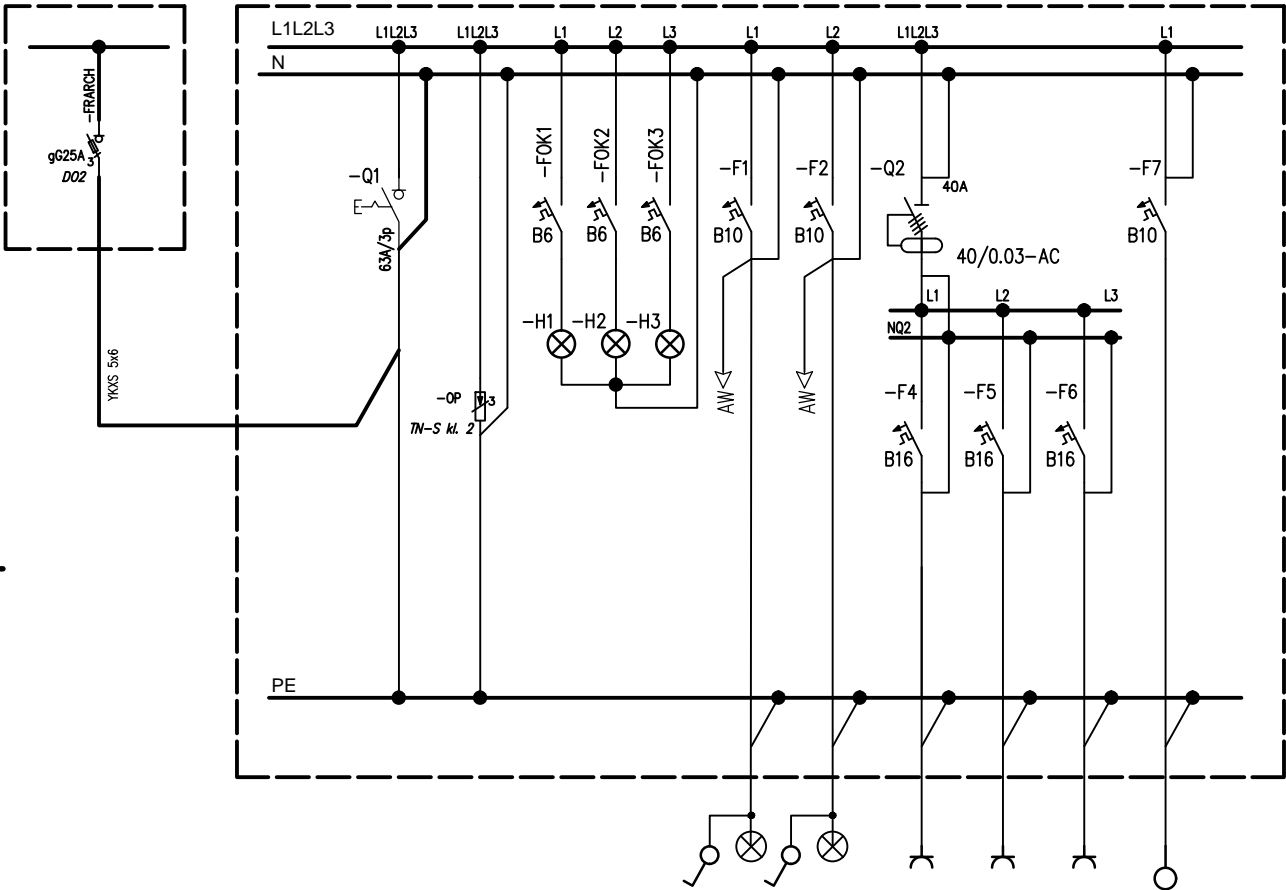 L1L2L3
L1L2L3 L1L2L3 L1 L2 L3 L1 L2 L1L2L3 L1
N
-FRARCH
gG25A 3
D02
YKXS 5x6
-Q1
63A/3p
-OP 3
TN-S kl. 2
-FOK1 -FOK2 -FOK3
B6 B6 B6
-H1 -H2 -H3
-F1 -F2
B10 B10
AW AW
-Q2
40A
40/0.03-AC
L1 L2 L3
NQ2
-F4 -F5 -F6
B16 B16 B16
-F7
B10
PE